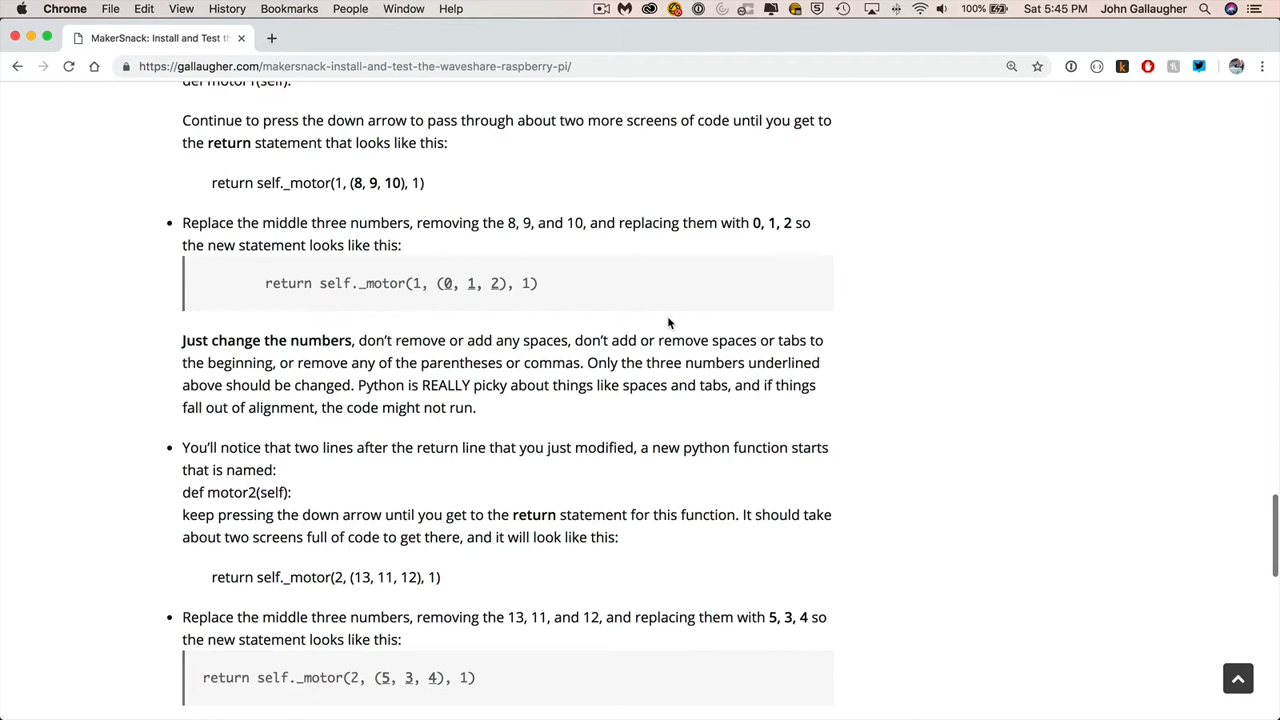 Chrome File Edit View History Bookmarks People Window Help 100% Sat 5:45 PM John Gallaugher
MakerSnack: Install and Test th
https://gallaugher.com/makersnack-install-and-test-the-waveshare-raspberry-pi/
def motor1(self):
Continue to press the down arrow to pass through about two more screens of code until you get to
the return statement that looks like this:
return self._motor(1, (8, 9, 10), 1)
Replace the middle three numbers, removing the 8, 9, and 10, and replacing them with 0, 1, 2 so
the new statement looks like this:
return self._motor(1, (0, 1, 2), 1)
Just change the numbers, don’t remove or add any spaces, don’t add or remove spaces or tabs to
the beginning, or remove any of the parentheses or commas. Only the three numbers underlined
above should be changed. Python is REALLY picky about things like spaces and tabs, and if things
fall out of alignment, the code might not run.
You’ll notice that two lines after the return line that you just modified, a new python function starts
that is named:
def motor2(self):
keep pressing the down arrow until you get to the return statement for this function. It should take
about two screens full of code to get there, and it will look like this:
return self._motor(2, (13, 11, 12), 1)
Replace the middle three numbers, removing the 13, 11, and 12, and replacing them with 5, 3, 4 so
the new statement looks like this:
return self._motor(2, (5, 3, 4), 1)